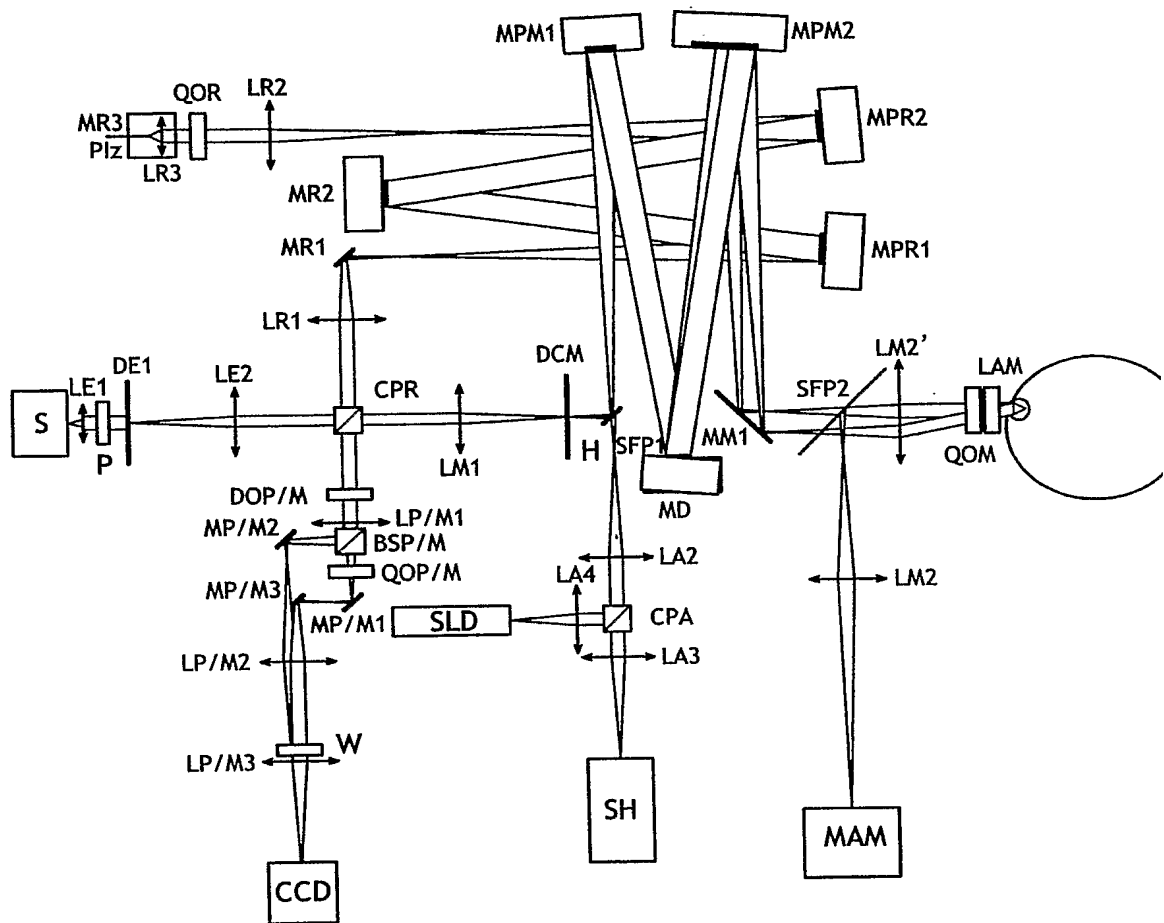 MPM1
MPM2
LR2
QOR
MR3
PIz
LR3
MPR2
MR2
MR1
MPR1
LR1
DE1
LE2
LE1
CPR
DCM
LM2'
LAM
SFP2
S
P
LM1
H
SFP1
MM1
QOM
DOP/M
MD
MP/M2
LP/M1
BSP/M
QOP/M
LA2
LA4
LM2
MP/M3
MP/M1
SLD
CPA
LP/M2
LA3
W
LP/M3
SH
MAM
CCD